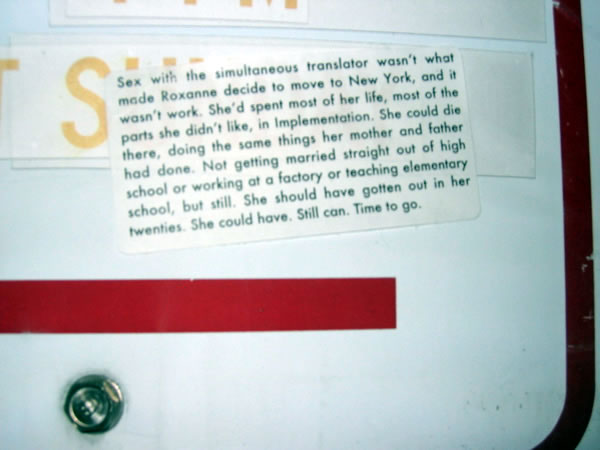 T SU
Sex with the simultaneous translator wasn't what
made Roxanne decide to move to New York, and it
wasn't work. She'd spent most of her life, most of the
parts she didn't like, in Implementation. She could die
there, doing the same things her mother and father
had done. Not getting married straight out of high
school or working at a factory or teaching elementary
school, but still. She should have gotten out in her
twenties. She could have. Still can. Time to go.